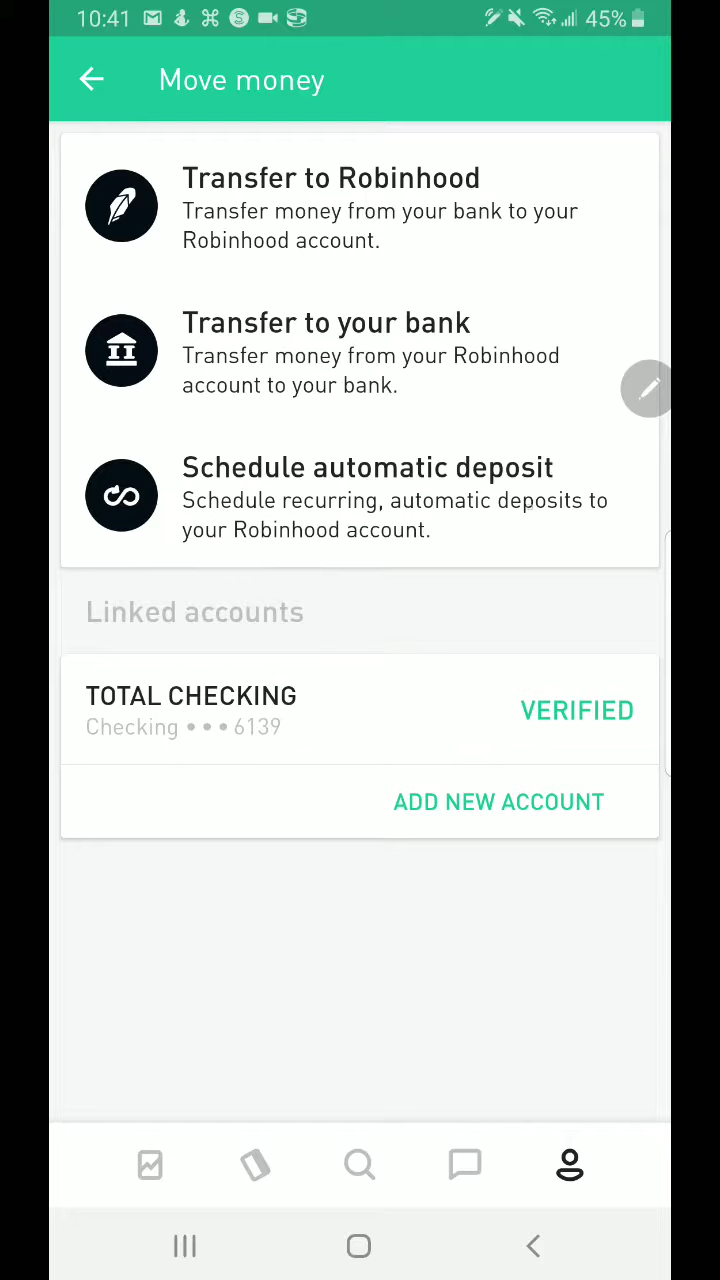 10:41
45%
Move money
Transfer to Robinhood
Transfer money from your bank to your
Robinhood account.
Transfer to your bank
Transfer money from your Robinhood
account to your bank.
Schedule automatic deposit
Schedule recurring, automatic deposits to
your Robinhood account.
Linked accounts
TOTAL CHECKING
Checking • • • 6139
VERIFIED
ADD NEW ACCOUNT